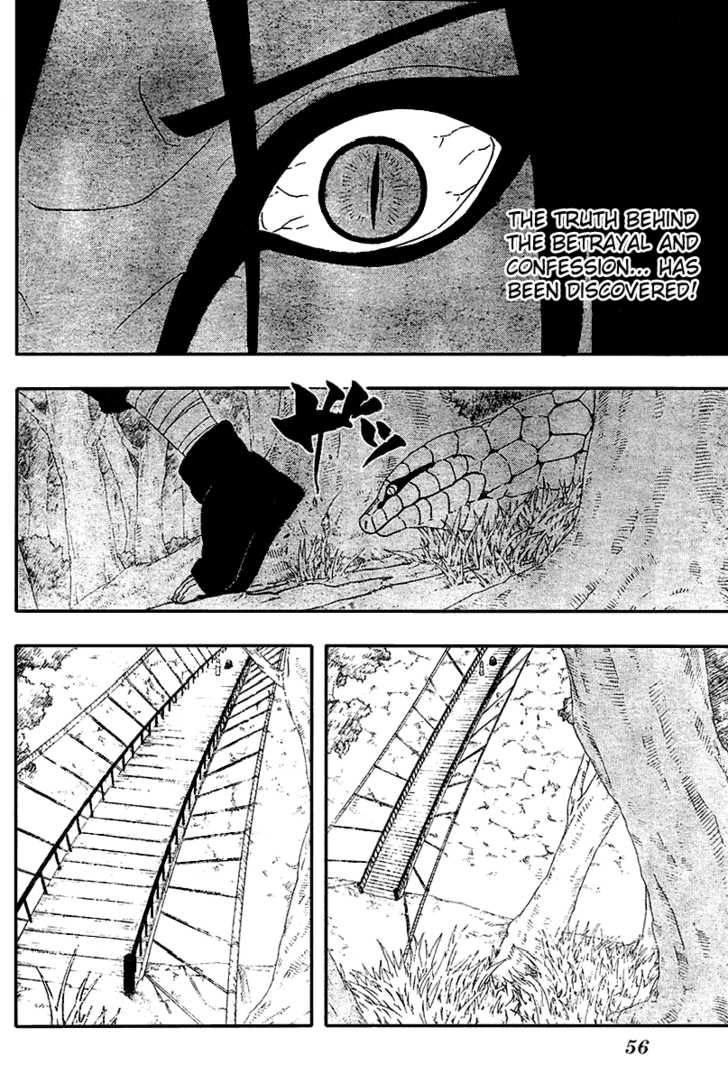 THE TRUTH BEHIND
THE BETRAYAL AND
CONFESSION... HAS
BEEN DISCOVERED!
ザッ
56